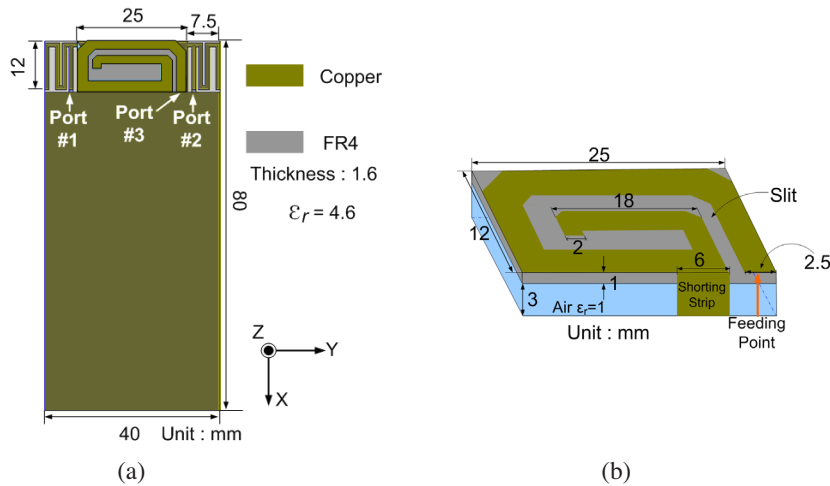 25
7.5
12
Port #1
Port #3
Port #2
Copper
FR4
Thickness : 1.6
εr = 4.6
80
Z
Y
X
40
Unit : mm
(a)
25
18
Slit
12
2
6
2.5
1
3
Air εr=1
Shorting Strip
Unit : mm
Feeding Point
(b)